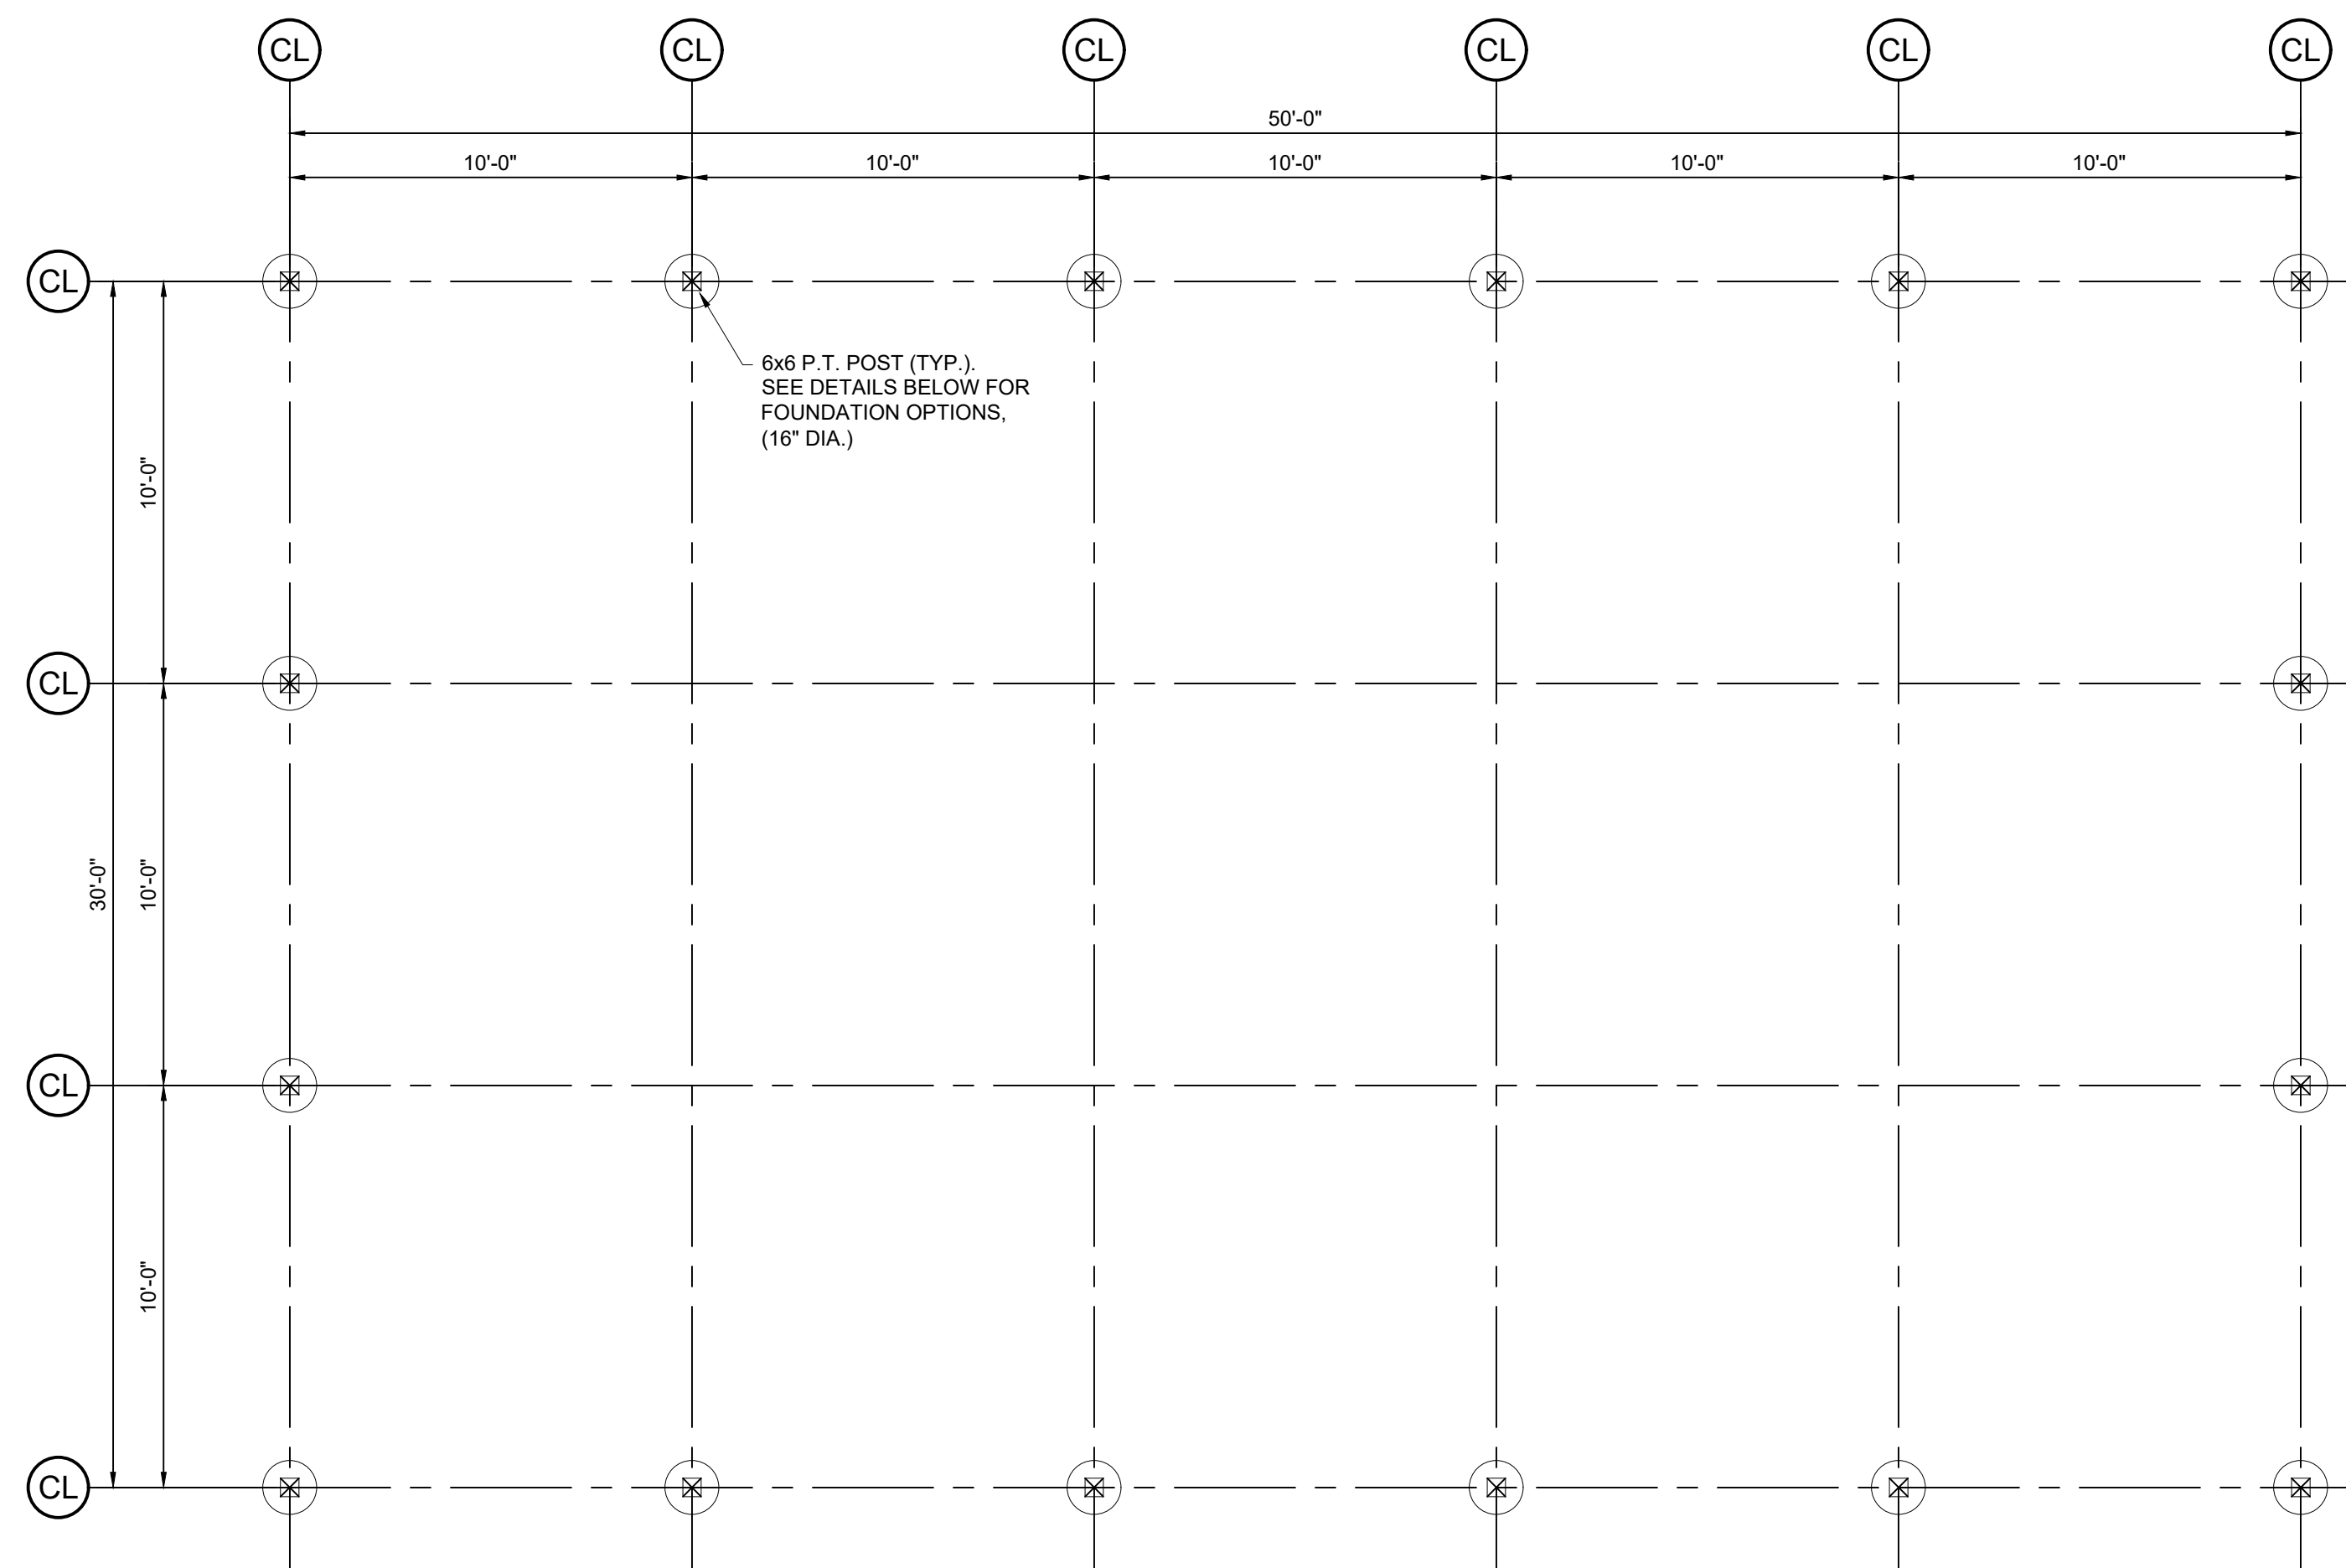 CL CL CL CL CL CL
50'-0"
10'-0" 10'-0" 10'-0" 10'-0" 10'-0"
CL
6x6 P.T. POST (TYP.).
SEE DETAILS BELOW FOR
FOUNDATION OPTIONS,
(16" DIA.)
10'-0"
CL
30'-0"
10'-0"
CL
10'-0"
CL